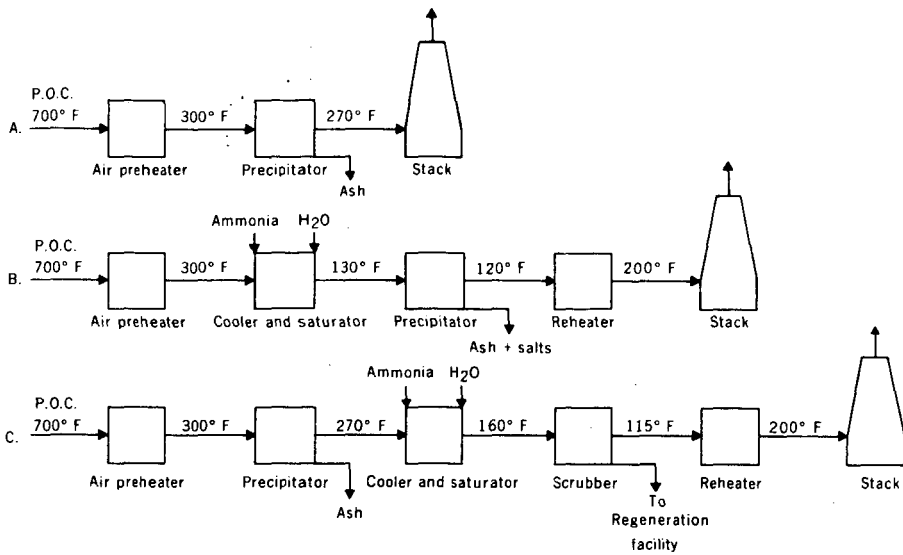 P.O.C.
A. 700° F 300° F 270° F
Air preheater Precipitator Stack
Ash
Ammonia H2O
P.O.C.
B. 700° F 300° F 130° F 120° F 200° F
Air preheater Cooler and saturator Precipitator Reheater Stack
Ash + salts
Ammonia H2O
P.O.C.
C. 700° F 300° F 270° F 160° F 115° F 200° F
Air preheater Precipitator Cooler and saturator Scrubber Reheater Stack
Ash
To
Regeneration
facility